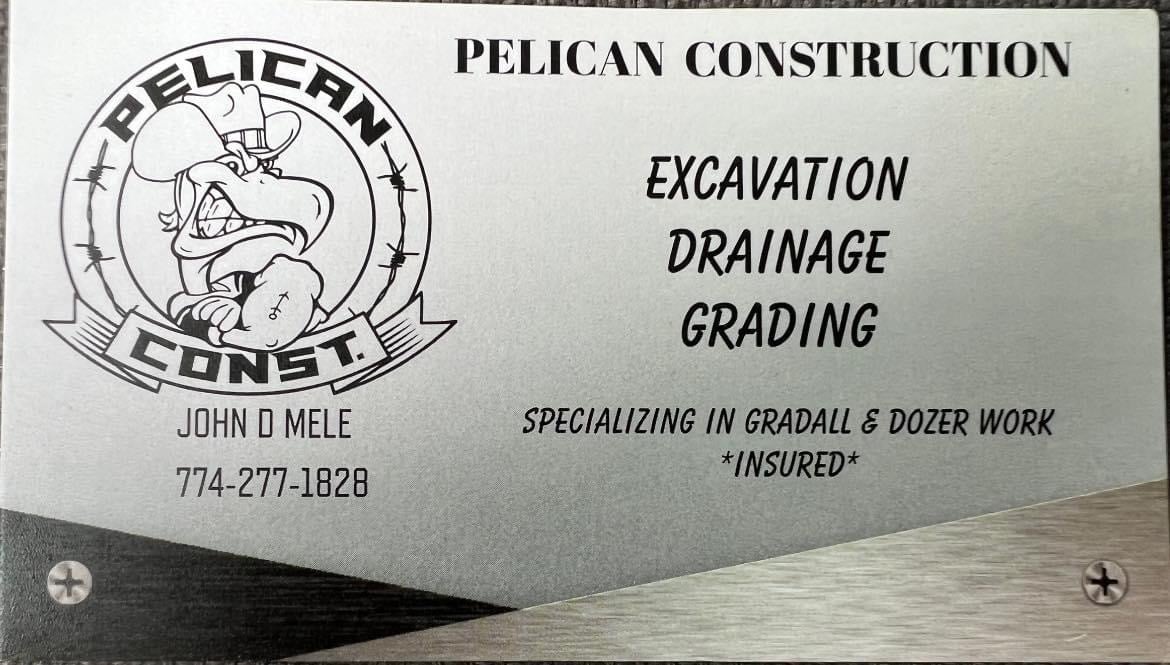 PELICAN
CONST.
JOHN D MELE
774-277-1828
PELICAN CONSTRUCTION
EXCAVATION
DRAINAGE
GRADING
SPECIALIZING IN GRADALL & DOZER WORK
*INSURED*